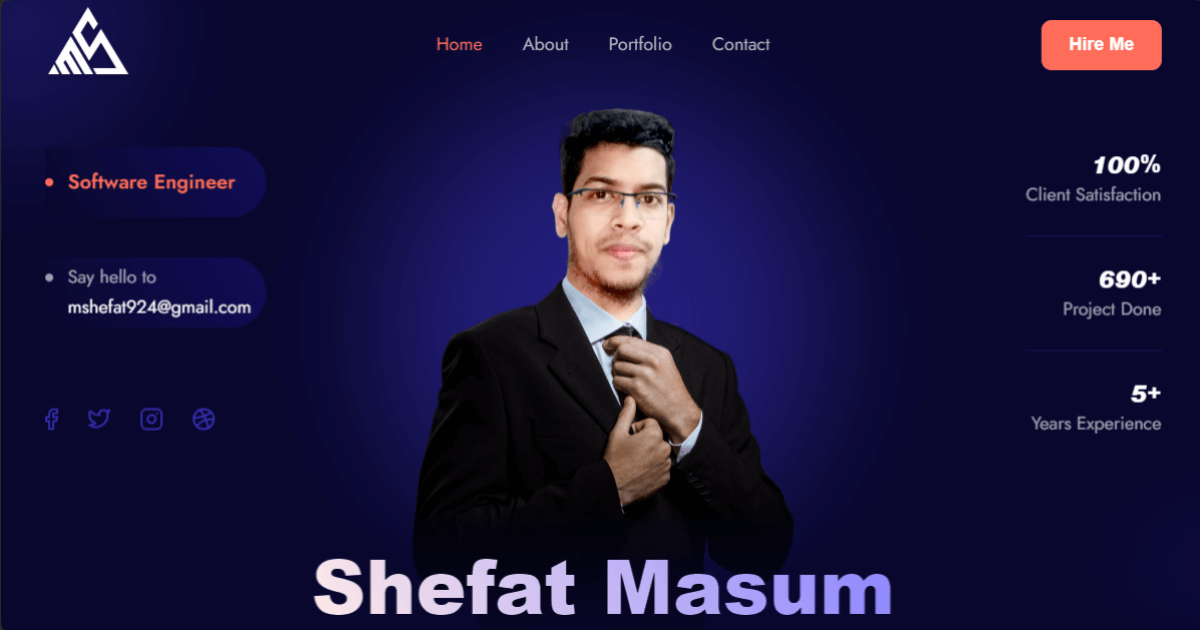 Home About Portfolio Contact
Hire Me
Software Engineer
Say hello to
mshefat924@gmail.com
100%
Client Satisfaction
690+
Project Done
5+
Years Experience
Shefat Masum